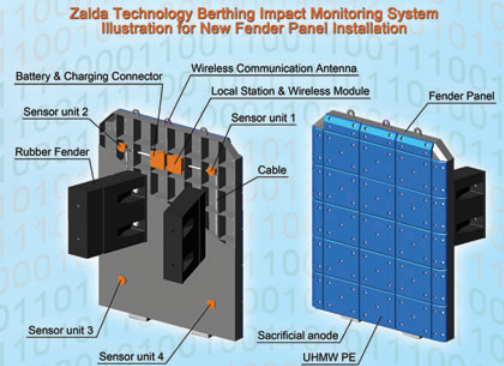 Zalda Technology Berthing Impact Monitoring System
Illustration for New Fender Panel Installation
Battery & Charging Connector
Wireless Communication Antenna
Local Station & Wireless Module
Sensor unit 2
Sensor unit 1
Fender Panel
Rubber Fender
Cable
Sensor unit 3
Sensor unit 4
Sacrificial anode
UHMW PE